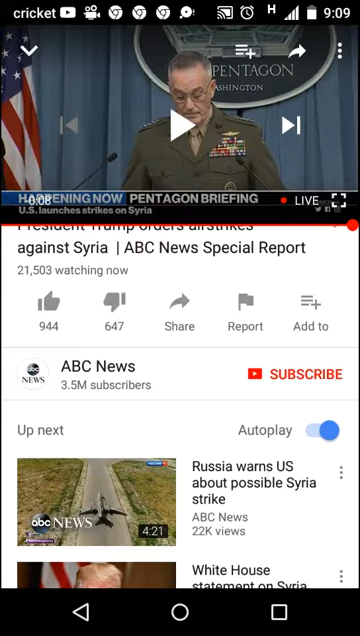 cricket
H
9:09
PENTAGON
WASHINGTON
-0:08
LIVE
HAPPENING NOW PENTAGON BRIEFING
U.S. launches strikes on Syria
President Trump orders airstrikes
against Syria | ABC News Special Report
21,503 watching now
944
647
Share
Report
Add to
abc
NEWS
ABC News
3.5M subscribers
SUBSCRIBE
Up next
Autoplay
abc NEWS
4:21
Russia warns US
about possible Syria
strike
ABC News
22K views
White House
statement on Syria